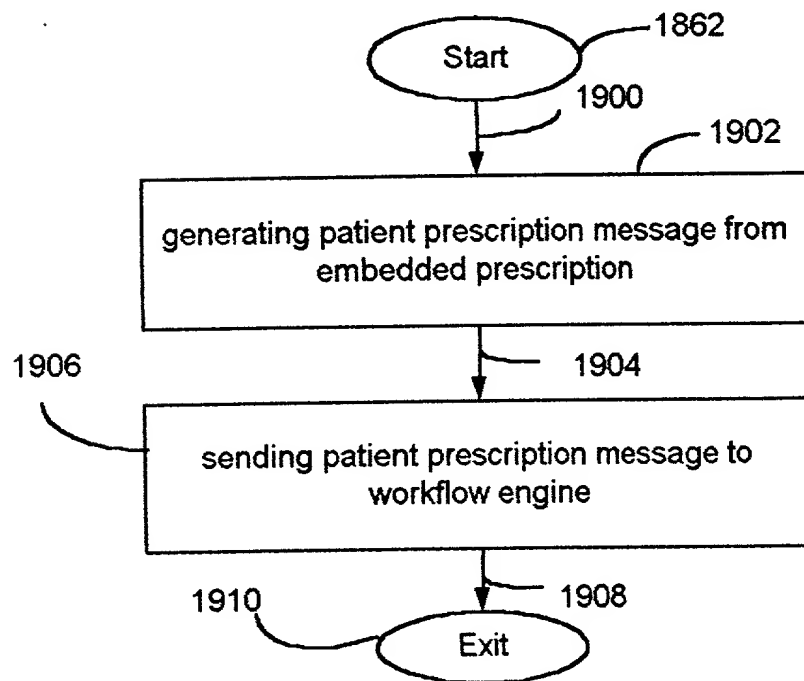 1862
Start
1900
1902
generating patient prescription message from
embedded prescription
1904
1906
sending patient prescription message to
workflow engine
1908
1910
Exit